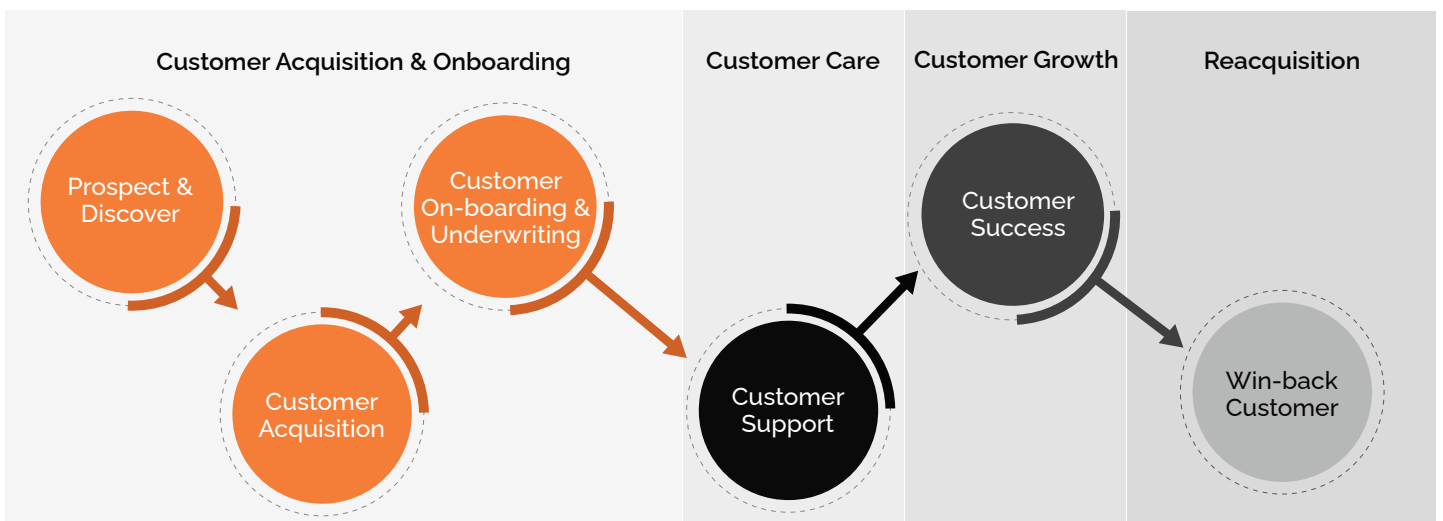 Customer Acquisition & Onboarding
Customer Care
Customer Growth
Reacquisition
Prospect &
Discover
Customer
Acquisition
Customer
On-boarding &
Underwriting
Customer
Support
Customer
Success
Win-back
Customer